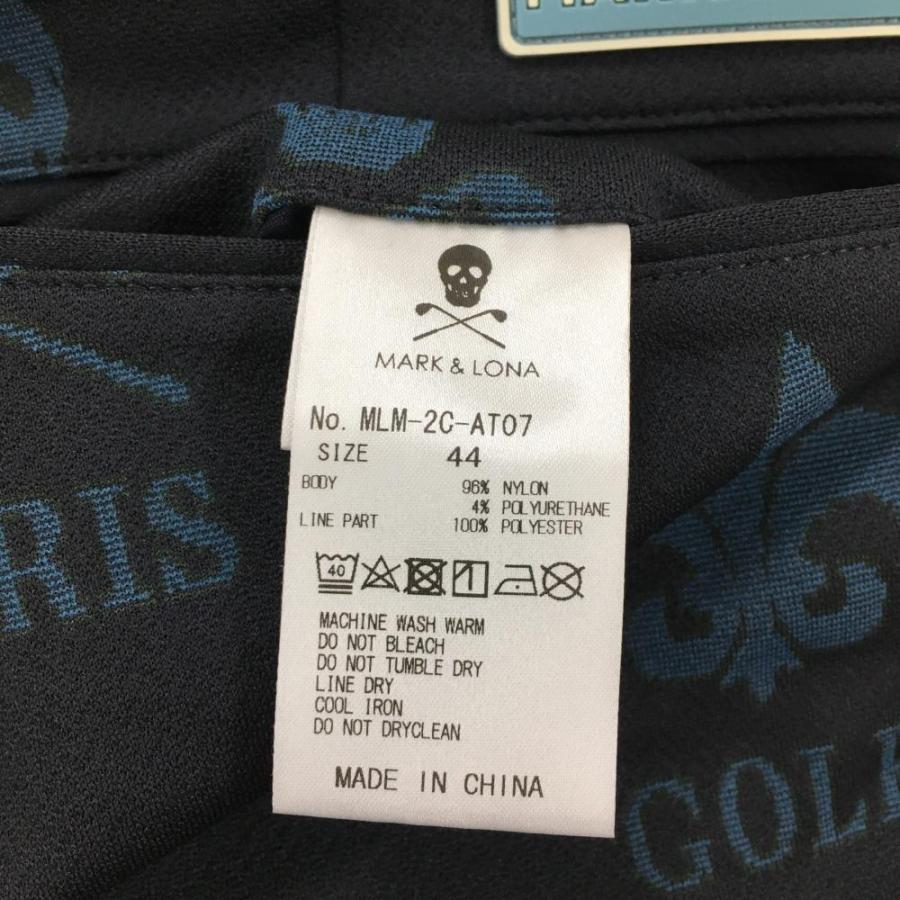 MARK & LONA
No. MLM-2C-AT07
SIZE 44
BODY 96% NYLON
4% POLYURETHANE
LINE PART 100% POLYESTER
40
MACHINE WASH WARM
DO NOT BLEACH
DO NOT TUMBLE DRY
LINE DRY
COOL IRON
DO NOT DRYCLEAN
MADE IN CHINA
RIS
GOLF